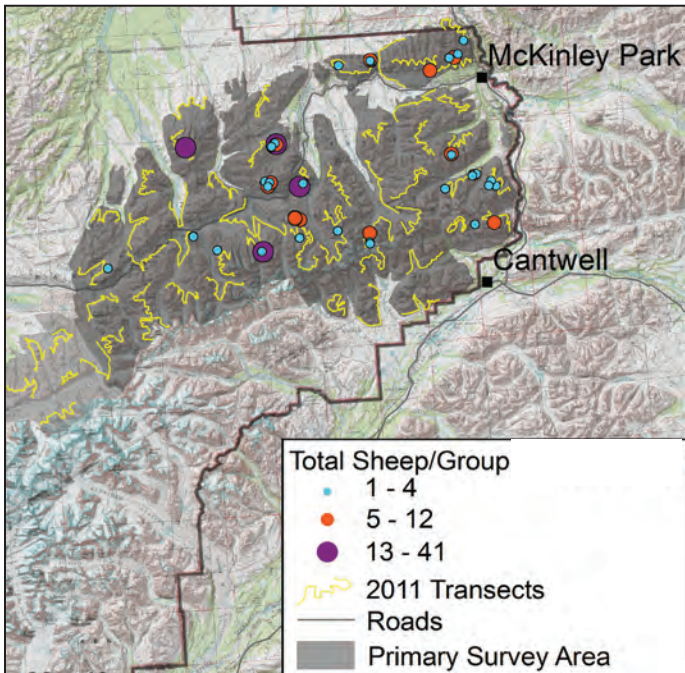 McKinley Park
Cantwell
Total Sheep/Group
1 - 4
5 - 12
13 - 41
2011 Transects
Roads
Primary Survey Area